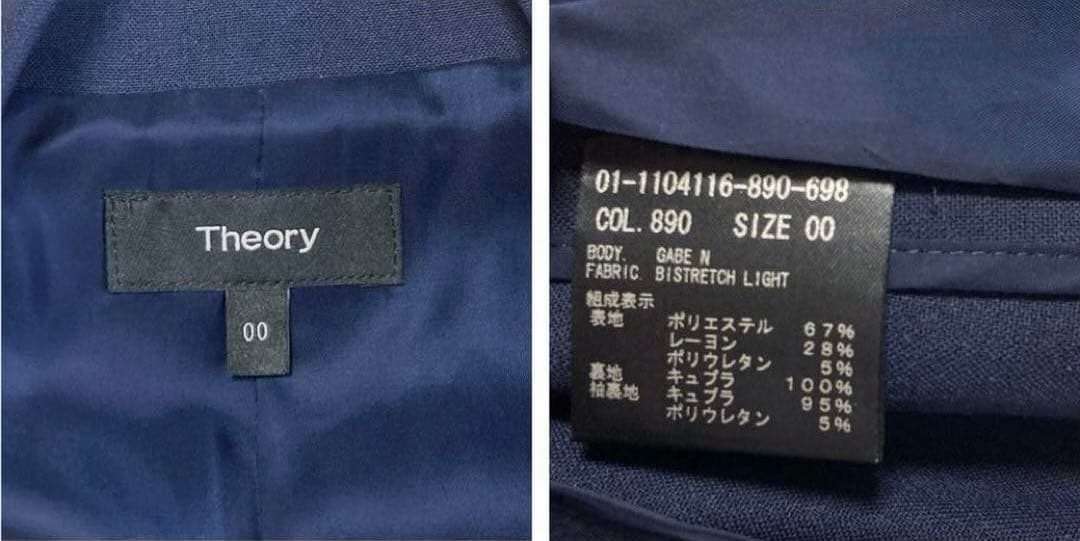 Theory
00
01-1104116-890-698
COL. 890 SIZE 00
BODY. GABE N
FABRIC. BISTRETCH LIGHT
組成表示
表地 ポリエステル 67%
レーヨン 28%
ポリウレタン 5%
裏地 キュプラ 100%
袖裏地 キュプラ 95%
ポリウレタン 5%